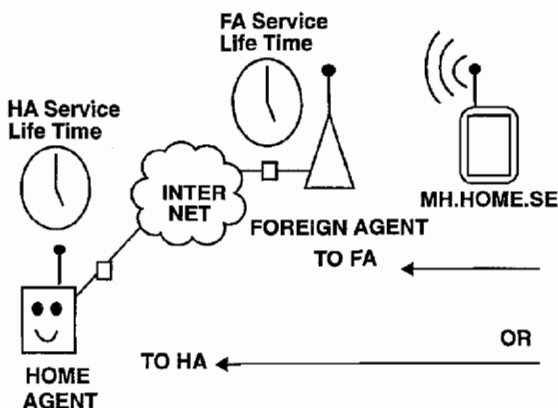 FA Service
Life Time
HA Service
Life Time
INTER
NET
MH.HOME.SE
FOREIGN AGENT
TO FA
OR
TO HA
HOME
AGENT